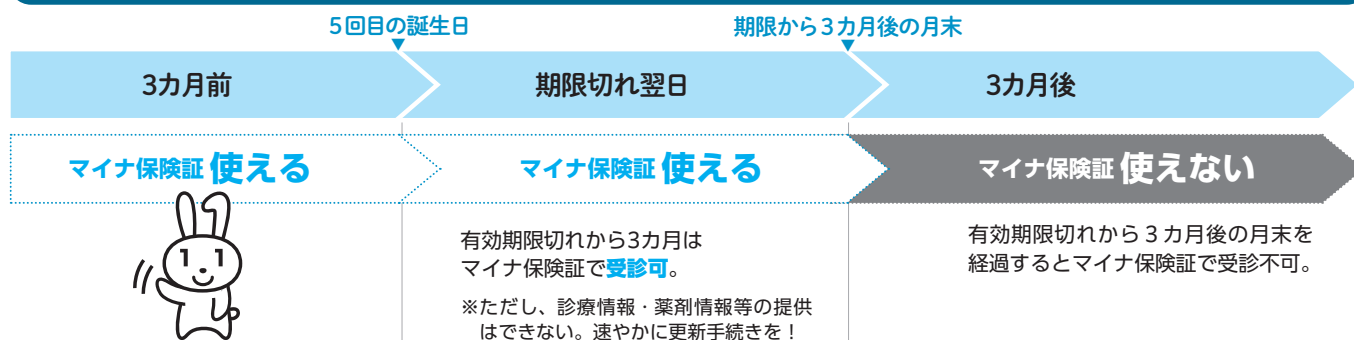 5回目の誕生日
期限から3カ月後の月末
3カ月前
期限切れ翌日
3カ月後
マイナ保険証 使える
マイナ保険証 使える
マイナ保険証 使えない
有効期限切れから3カ月は
マイナ保険証で受診可。
※ただし、診療情報・薬剤情報等の提供
はできない。速やかに更新手続きを！
有効期限切れから３カ月後の月末を
経過するとマイナ保険証で受診不可。